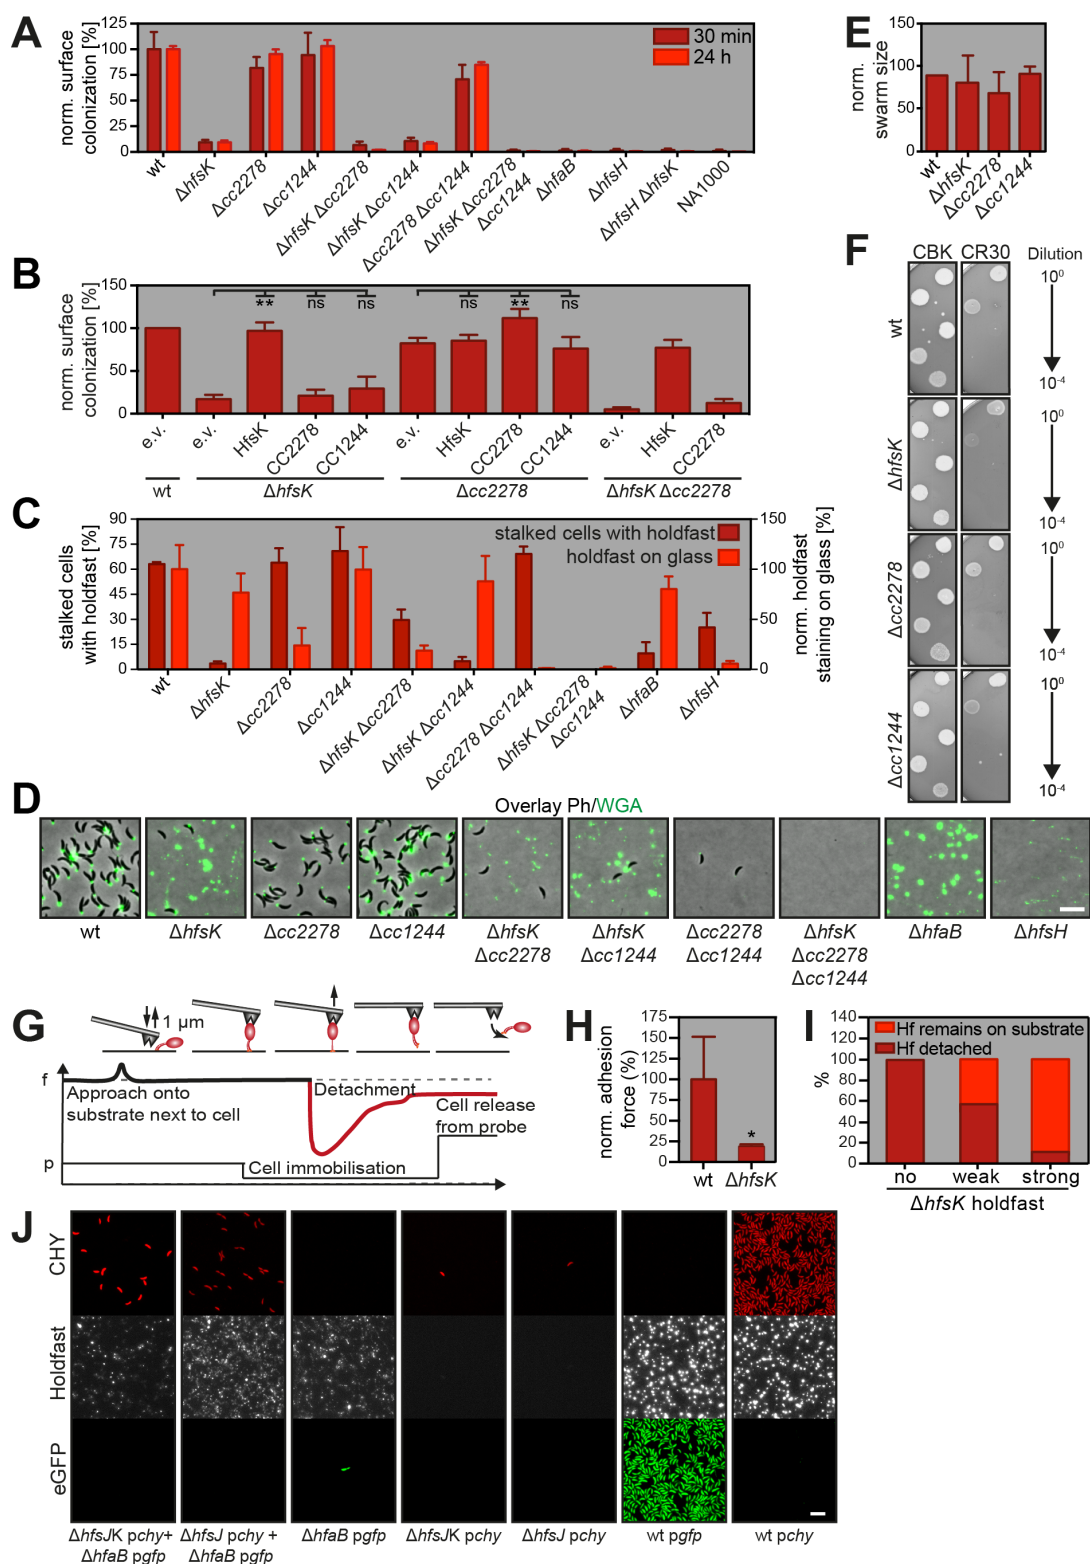 A
norm. surface
colonization [%]
125
100
75
50
25
0
30 min
24 h
wt
ΔhfsK
Δcc2278
Δcc1244
ΔhfsK Δcc2278
ΔhfsK Δcc1244
Δcc2278 Δcc1244
ΔhfsK Δcc2278
Δcc1244
ΔhfaB
ΔhfsH
ΔhfsH ΔhfsK
NA1000
E
norm.
swarm size
150
100
50
0
wt
ΔhfsK
Δcc2278
Δcc1244
B
norm. surface
colonization [%]
150
100
50
0
** ns ns
ns ** ns
e.v.
e.v.
HfsK
CC2278
CC1244
e.v.
HfsK
CC2278
CC1244
e.v.
HfsK
CC2278
wt
ΔhfsK
Δcc2278
ΔhfsK Δcc2278
F
CBK CR30 Dilution
wt
10⁰
10⁻⁴
ΔhfsK
10⁰
10⁻⁴
Δcc2278
10⁰
10⁻⁴
Δcc1244
10⁰
10⁻⁴
C
stalked cells
with holdfast [%]
90
75
60
45
30
15
0
stalked cells with holdfast
holdfast on glass
150
100
50
0
norm. holdfast
staining on glass [%]
wt
ΔhfsK
Δcc2278
Δcc1244
ΔhfsK Δcc2278
ΔhfsK Δcc1244
Δcc2278 Δcc1244
ΔhfsK Δcc2278
Δcc1244
ΔhfaB
ΔhfsH
D
Overlay Ph/WGA
wt
ΔhfsK
Δcc2278
Δcc1244
ΔhfsK
Δcc2278
ΔhfsK
Δcc1244
Δcc2278
Δcc1244
ΔhfsK
Δcc2278
Δcc1244
ΔhfaB
ΔhfsH
G
1 µm
f
Approach onto
substrate next to cell
Detachment
Cell release
from probe
p
Cell immobilisation
H
norm. adhesion
force (%)
175
150
125
100
75
50
25
0
*
wt ΔhfsK
I
%
140
120
100
80
60
40
20
0
Hf remains on substrate
Hf detached
no weak strong
ΔhfsK holdfast
J
CHY
Holdfast
eGFP
ΔhfsJK pchy+
ΔhfaB pgfp
ΔhfsJ pchy +
ΔhfaB pgfp
ΔhfaB pgfp
ΔhfsJK pchy
ΔhfsJ pchy
wt pgfp
wt pchy